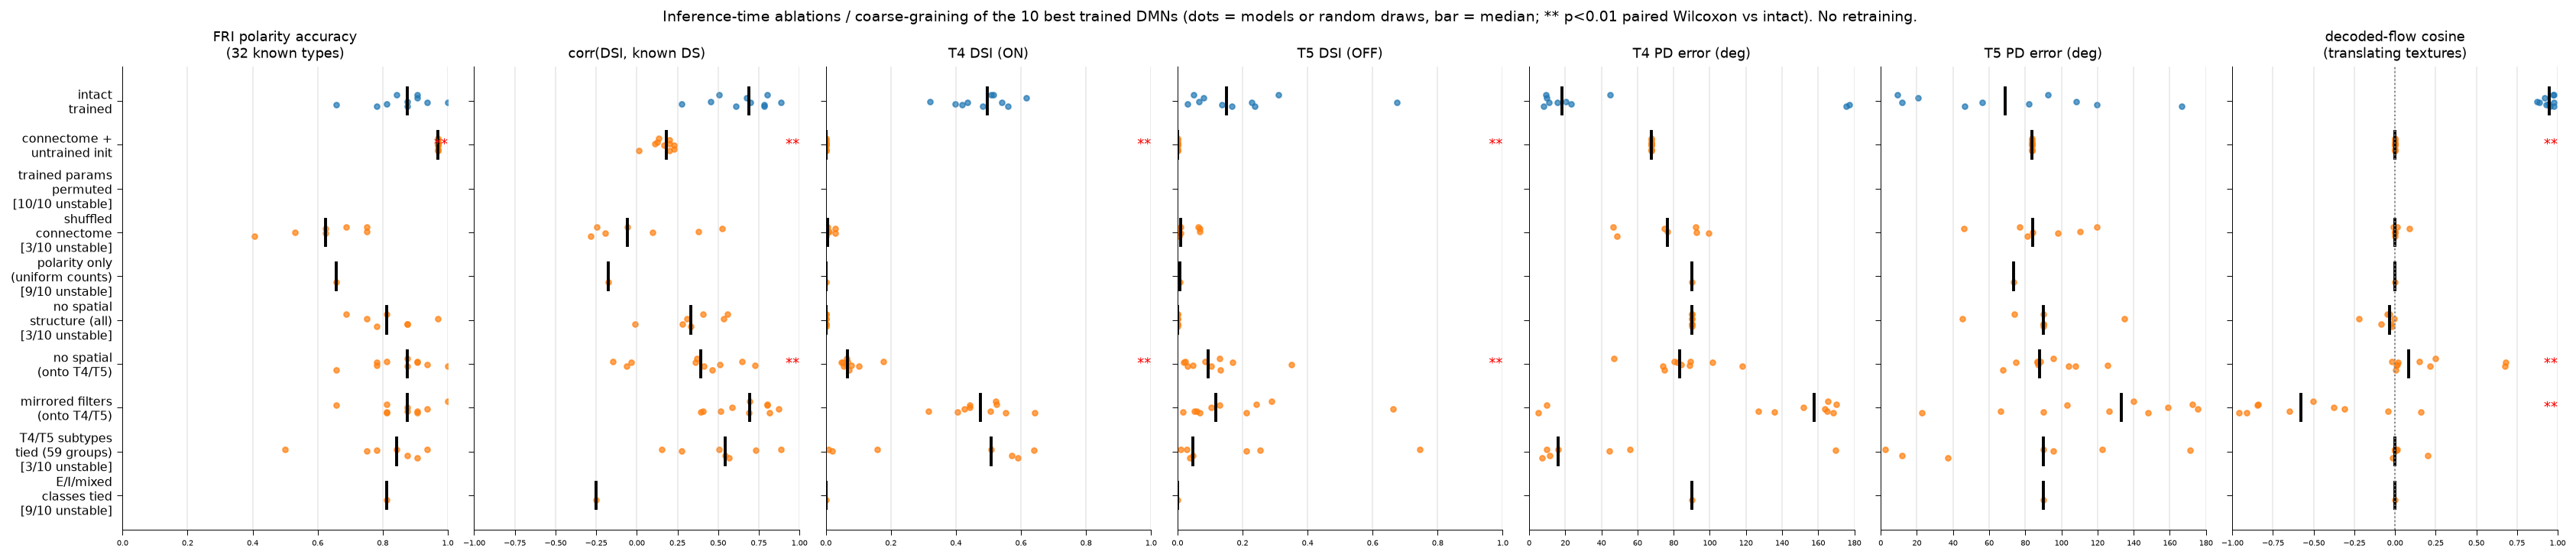 Inference-time ablations / coarse-graining of the 10 best trained DMNs (dots = models or random draws, bar = median; ** p<0.01 paired Wilcoxon vs intact). No retraining.
FRI polarity accuracy
(32 known types)
corr(DSI, known DS)
T4 DSI (ON)
T5 DSI (OFF)
T4 PD error (deg)
T5 PD error (deg)
decoded-flow cosine
(translating textures)
intact
trained
connectome +
untrained init
** ** ** ** **
trained params
permuted
[10/10 unstable]
shuffled
connectome
[3/10 unstable]
polarity only
(uniform counts)
[9/10 unstable]
no spatial
structure (all)
[3/10 unstable]
no spatial
(onto T4/T5)
** ** ** **
mirrored filters
(onto T4/T5)
**
T4/T5 subtypes
tied (59 groups)
[3/10 unstable]
E/I/mixed
classes tied
[9/10 unstable]
0.0 0.2 0.4 0.6 0.8 1.0
−1.00 −0.75 −0.50 −0.25 0.00 0.25 0.50 0.75 1.00
0.0 0.2 0.4 0.6 0.8 1.0
0.0 0.2 0.4 0.6 0.8 1.0
0 20 40 60 80 100 120 140 160 180
0 20 40 60 80 100 120 140 160 180
−1.00 −0.75 −0.50 −0.25 0.00 0.25 0.50 0.75 1.00